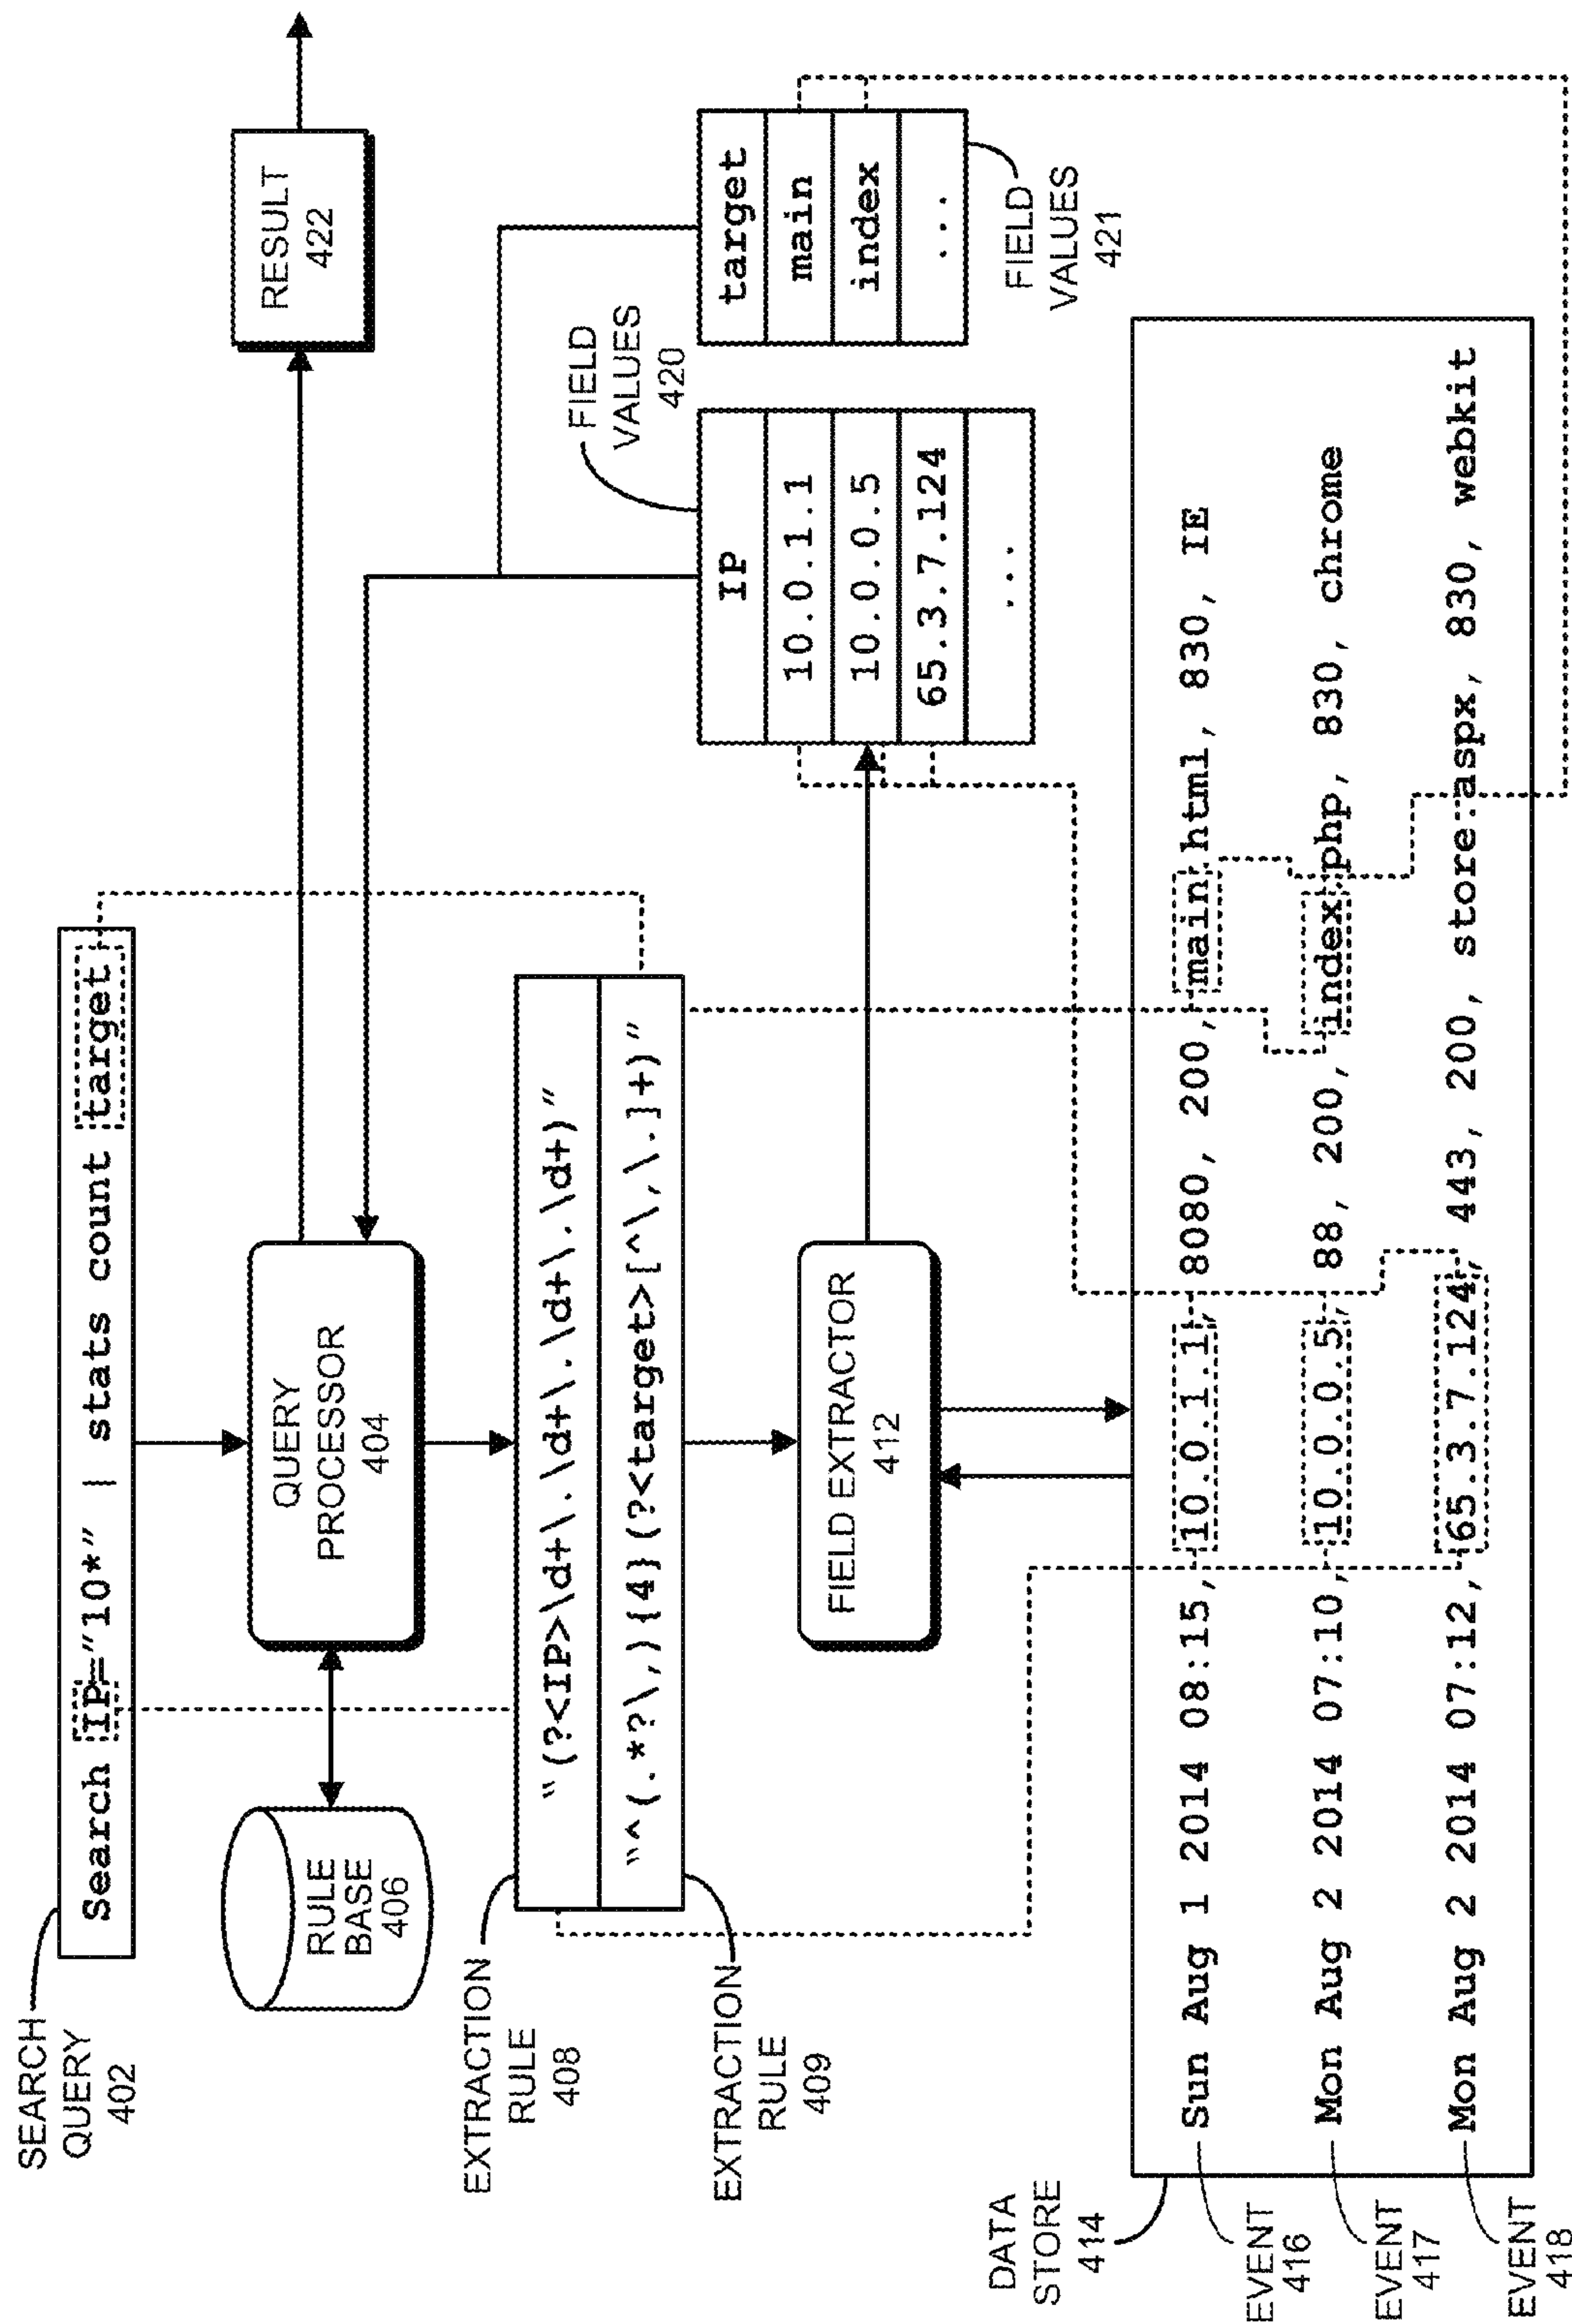 SEARCH
QUERY
402
Search IP="10*" | stats count target
RULE
BASE
406
QUERY
PROCESSOR
404
RESULT
422
EXTRACTION
RULE
408
"(?<IP>\d+\.\d+\.\d+\.\d+)"
"^(.*?\,){4}(?<target>[^\,\.]+)"
EXTRACTION
RULE
409
FIELD EXTRACTOR
412
FIELD
VALUES
420
IP
10.0.1.1
10.0.0.5
65.3.7.124
...
target
main
index
...
FIELD
VALUES
421
DATA
STORE
414
Sun Aug 1 2014 08:15, 10.0.1.1, 8080, 200, main.html, 830, IE
Mon Aug 2 2014 07:10, 10.0.0.5, 88, 200, index.php, 830, chrome
Mon Aug 2 2014 07:12, 65.3.7.124, 443, 200, store.aspx, 830, webkit
EVENT
416
EVENT
417
EVENT
418